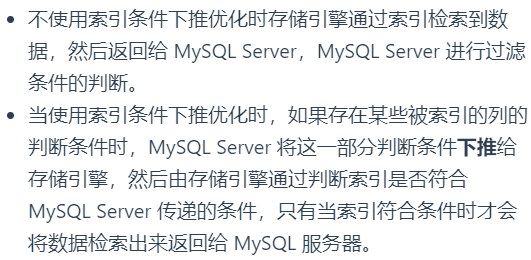 • 不使用索引条件下推优化时存储引擎通过索引检索到数
据，然后返回给 MySQL Server，MySQL Server 进行过滤
条件的判断。
• 当使用索引条件下推优化时，如果存在某些被索引的列的
判断条件时，MySQL Server 将这一部分判断条件下推给
存储引擎，然后由存储引擎通过判断索引是否符合
MySQL Server 传递的条件，只有当索引符合条件时才会
将数据检索出来返回给 MySQL 服务器。